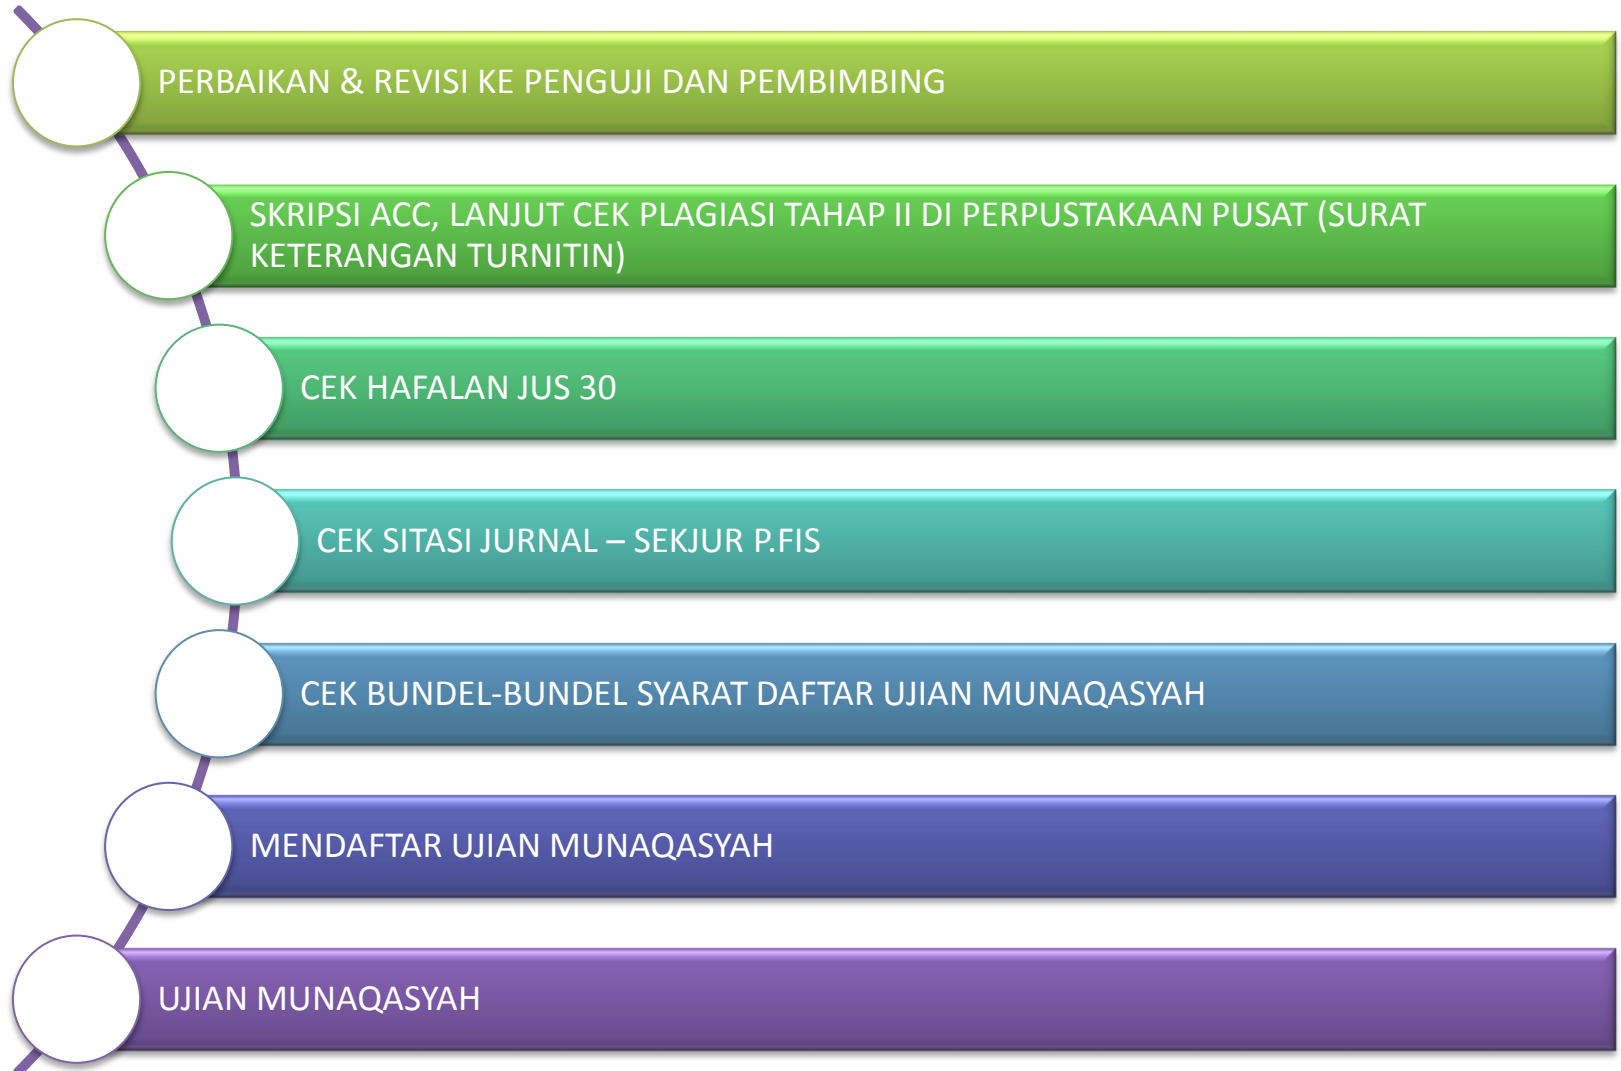 PERBAIKAN & REVISI KE PENGUJI DAN PEMBIMBING
SKRIPSI ACC, LANJUT CEK PLAGIASI TAHAP II DI PERPUSTAKAAN PUSAT (SURAT
KETERANGAN TURNITIN)
CEK HAFALAN JUS 30
CEK SITASI JURNAL – SEKJUR P.FIS
CEK BUNDEL-BUNDEL SYARAT DAFTAR UJIAN MUNAQASYAH
MENDAFTAR UJIAN MUNAQASYAH
UJIAN MUNAQASYAH